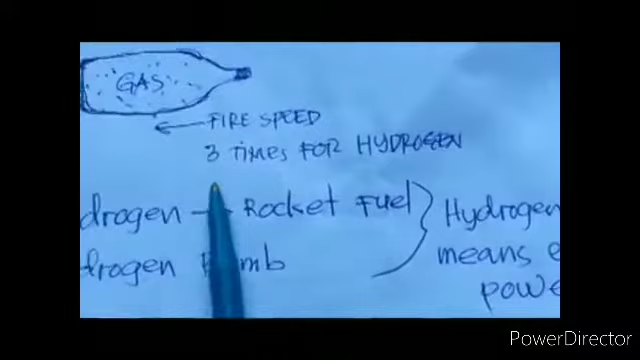 GAS
FIRE SPEED
3 TIMES FOR HYDROGEN
drogen → Rocket Fuel
drogen B mb
Hydrogen
means e
powe
PowerDirector